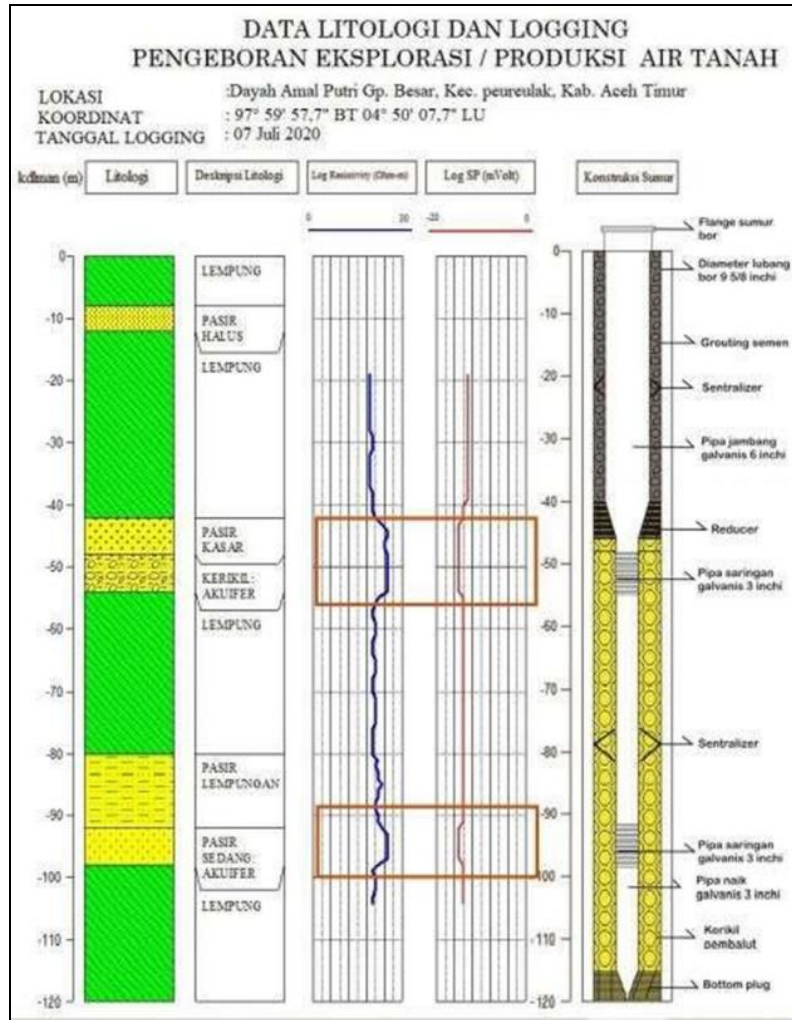 DATA LITOLOGI DAN LOGGING
PENGEBORAN EKSPLORASI / PRODUKSI AIR TANAH
LOKASI :Dayah Amal Putri Gp. Besar, Kec. peureulak, Kab. Aceh Timur
KOORDINAT : 97° 59' 57,7" BT 04° 50' 07,7" LU
TANGGAL LOGGING : 07 Juli 2020
(m) Litologi Deskripsi Litologi Log Resistivity (Ohm-m) Log SP (mVolt) Konstruksi Sumur
0 20 -20 0
0
-10
-20
-30
-40
-50
-60
-70
-80
-90
-100
-110
-120
LEMPUNG
PASIR
HALUS
LEMPUNG
PASIR
KASAR
KERIKIL:
AKUIFER
LEMPUNG
PASIR
LEMPUNGAN
PASIR
SEDANG:
AKUIFER
LEMPUNG
0
-10
-20
-30
-40
-50
-60
-70
-80
-90
-100
-110
-120
Flange sumur
bor
Diameter lubang
bor 9 5/8 inchi
Grouting semen
Sentralizer
Pipa jambang
galvanis 6 inchi
Reducer
Pipa saringan
galvanis 3 inchi
Sentralizer
Pipa saringan
galvanis 3 inchi
Pipa naik
galvanis 3 inchi
Kerikil
pembalut
Bottom plug